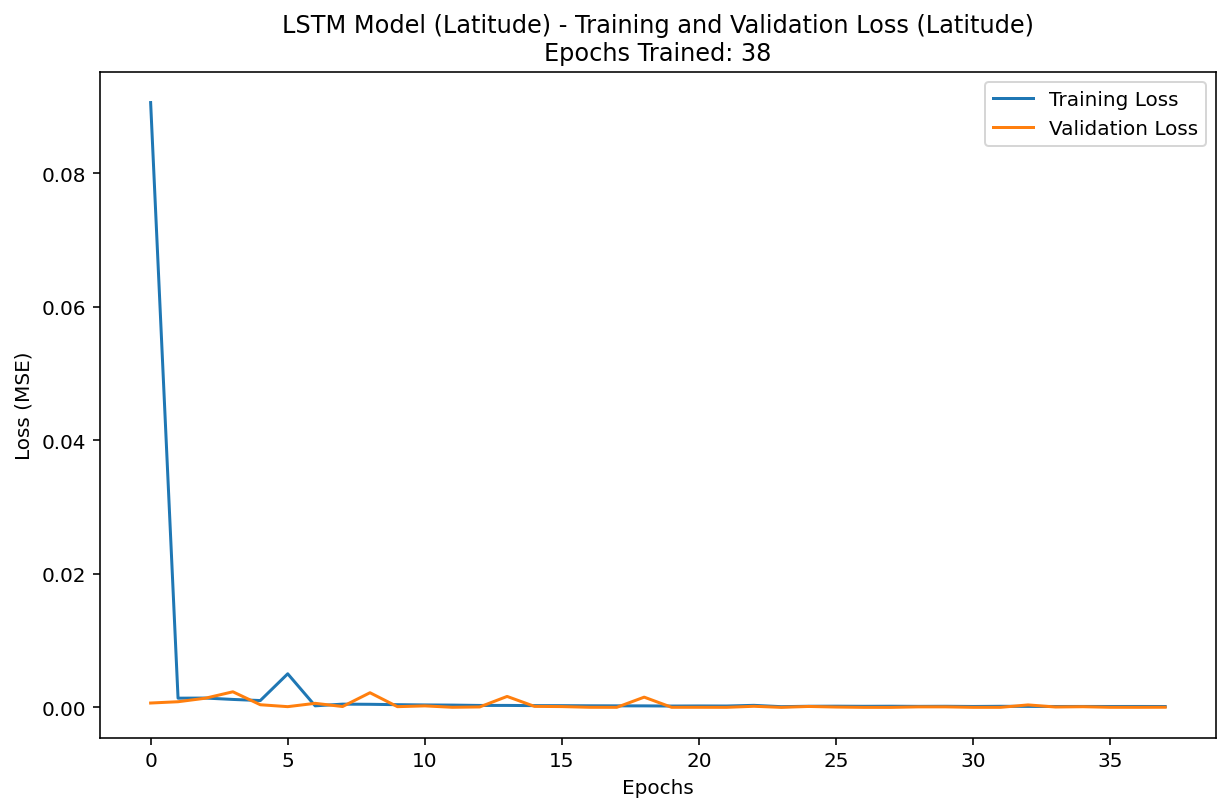 LSTM Model (Latitude) - Training and Validation Loss (Latitude)
Epochs Trained: 38
Training Loss
Validation Loss
0.08
0.06
0.04
0.02
0.00
Loss (MSE)
0 5 10 15 20 25 30 35
Epochs